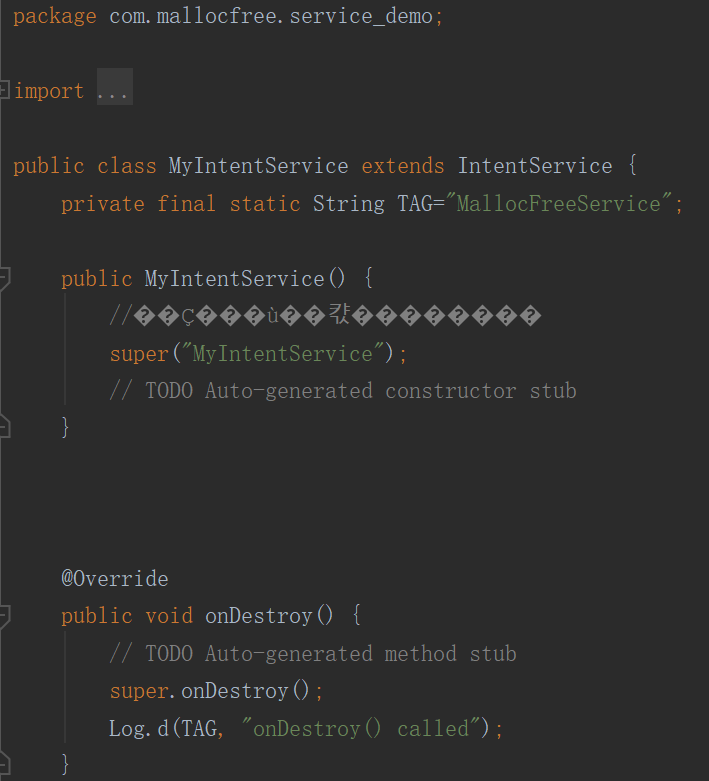 package com.mallocfree.service_demo;
import ...
public class MyIntentService extends IntentService {
    private final static String TAG="MallocFreeService";
    public MyIntentService() {
        //��Ç���ù��캯��������
        super("MyIntentService");
        // TODO Auto-generated constructor stub
    }
    @Override
    public void onDestroy() {
        // TODO Auto-generated method stub
        super.onDestroy();
        Log.d(TAG, "onDestroy() called");
    }